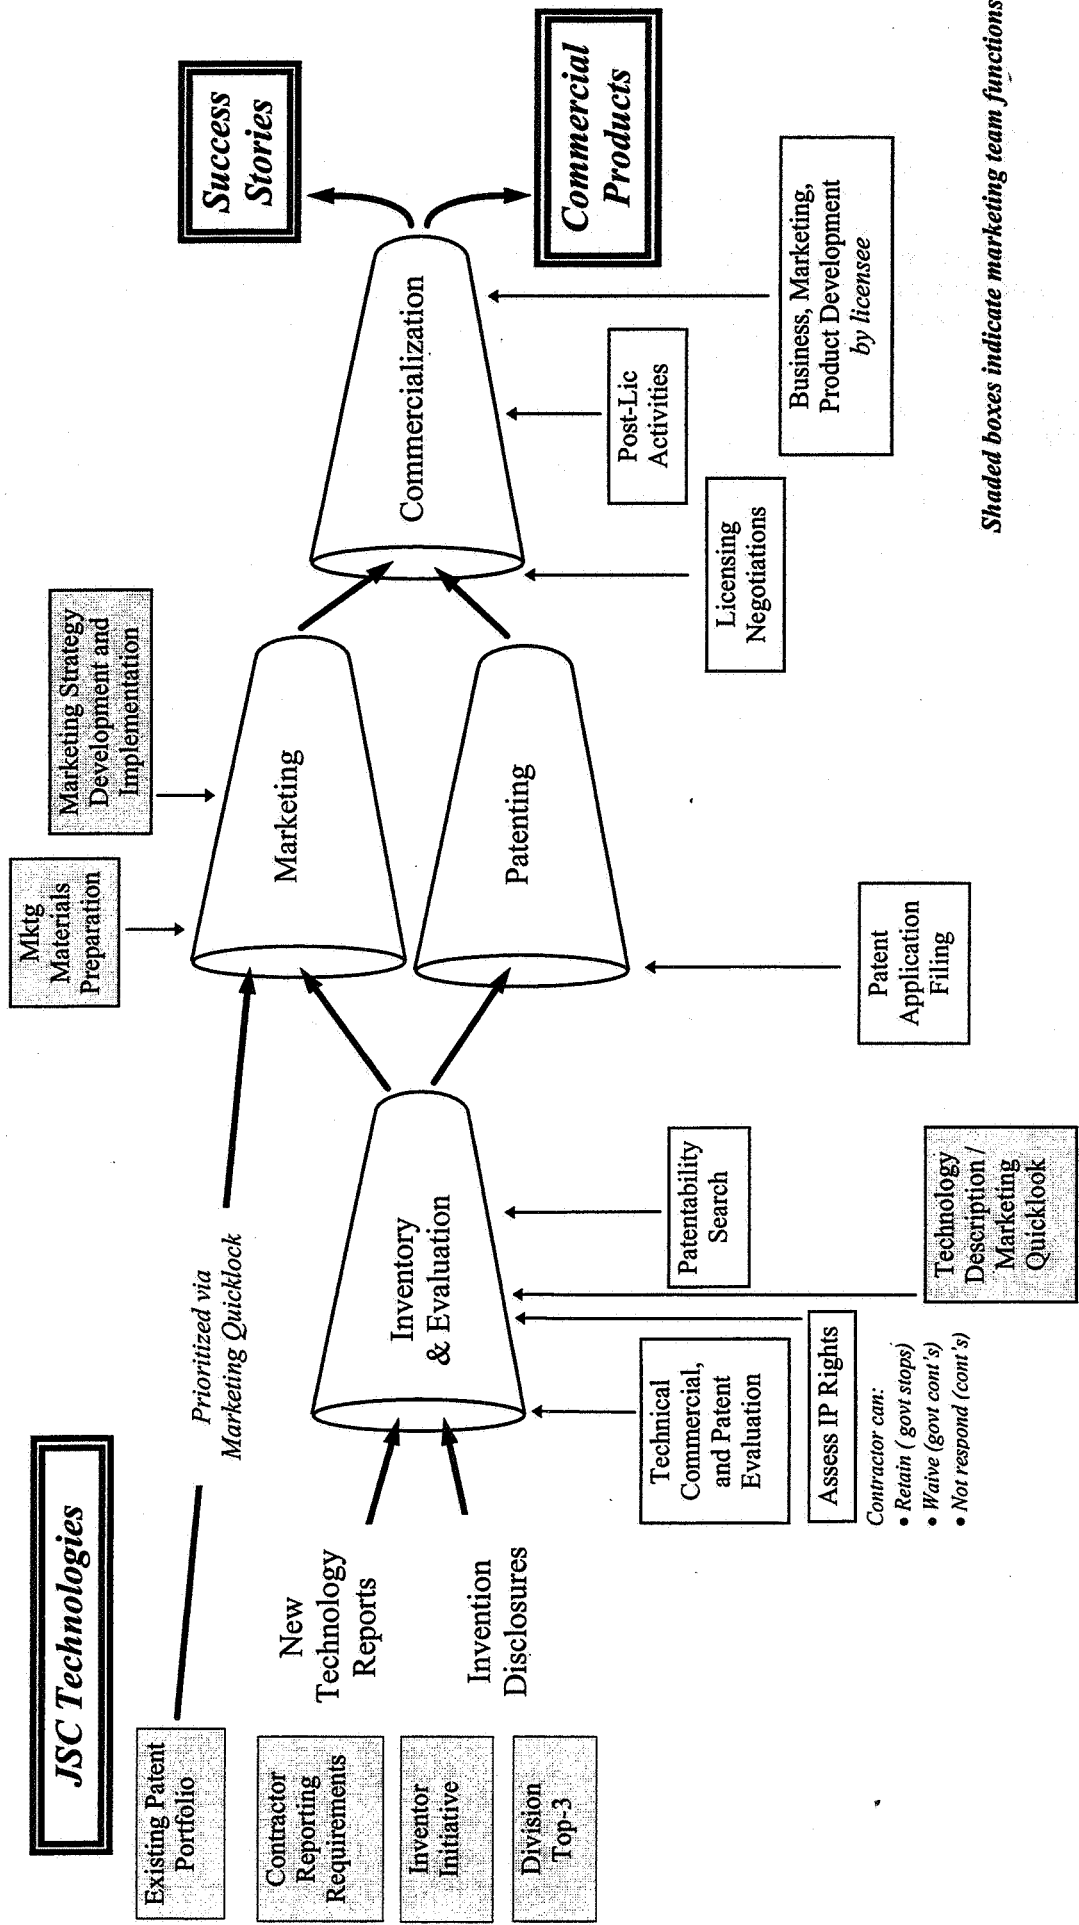 JSC Technologies
Existing Patent
Portfolio
Contractor
Reporting
Requirements
Inventor
Initiative
Division
Top-3
New
Technology
Reports
Invention
Disclosures
Prioritized via
Marketing Quicklock
Inventory
& Evaluation
Technical
Commercial,
and Patent
Evaluation
Assess IP Rights
Contractor can:
• Retain ( govt stops)
• Waive (govt cont's)
• Not respond (cont's)
Patentability
Search
Technology
Description /
Marketing
Quicklook
Mktg
Materials
Preparation
Marketing Strategy
Development and
Implementation
Marketing
Patenting
Patent
Application
Filing
Commercialization
Licensing
Negotiations
Post-Lic
Activities
Business, Marketing,
Product Development
by licensee
Success
Stories
Commercial
Products
Shaded boxes indicate marketing team functions